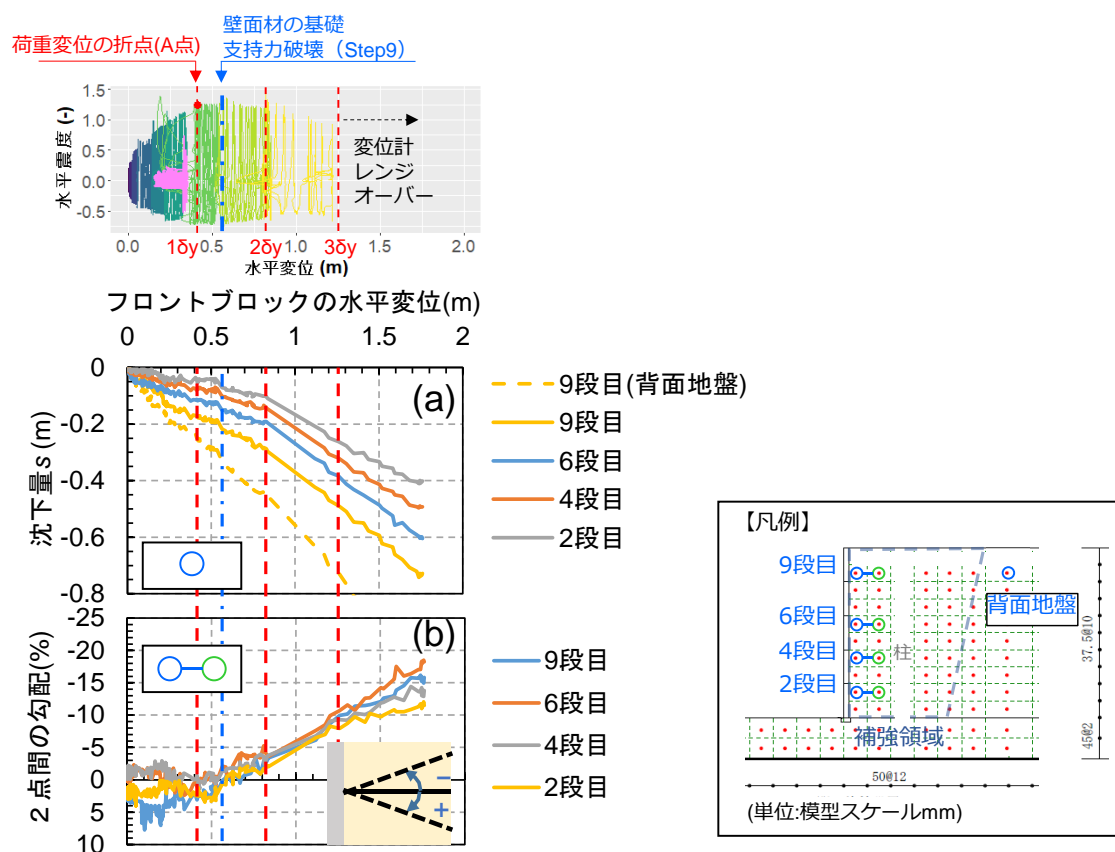 荷重変位の折点(A点)
壁面材の基礎
支持力破壊（Step9）
水平震度 (-)
1.5
1.0
0.5
0.0
-0.5
変位計
レンジ
オーバー
0.0
1δy
0.5
2δy
1.0
3δy
1.5
2.0
水平変位 (m)
フロントブロックの水平変位(m)
0
0.5
1
1.5
2
沈下量s (m)
0
-0.2
-0.4
-0.6
-0.8
(a)
9段目(背面地盤)
9段目
6段目
4段目
2段目
２点間の勾配(%)
-25
-20
-15
-10
-5
0
5
10
(b)
−
+
9段目
6段目
4段目
2段目
【凡例】
9段目
6段目
4段目
2段目
背面地盤
柱
補強領域
37.5@10
45@2
50@12
(単位:模型スケールmm)